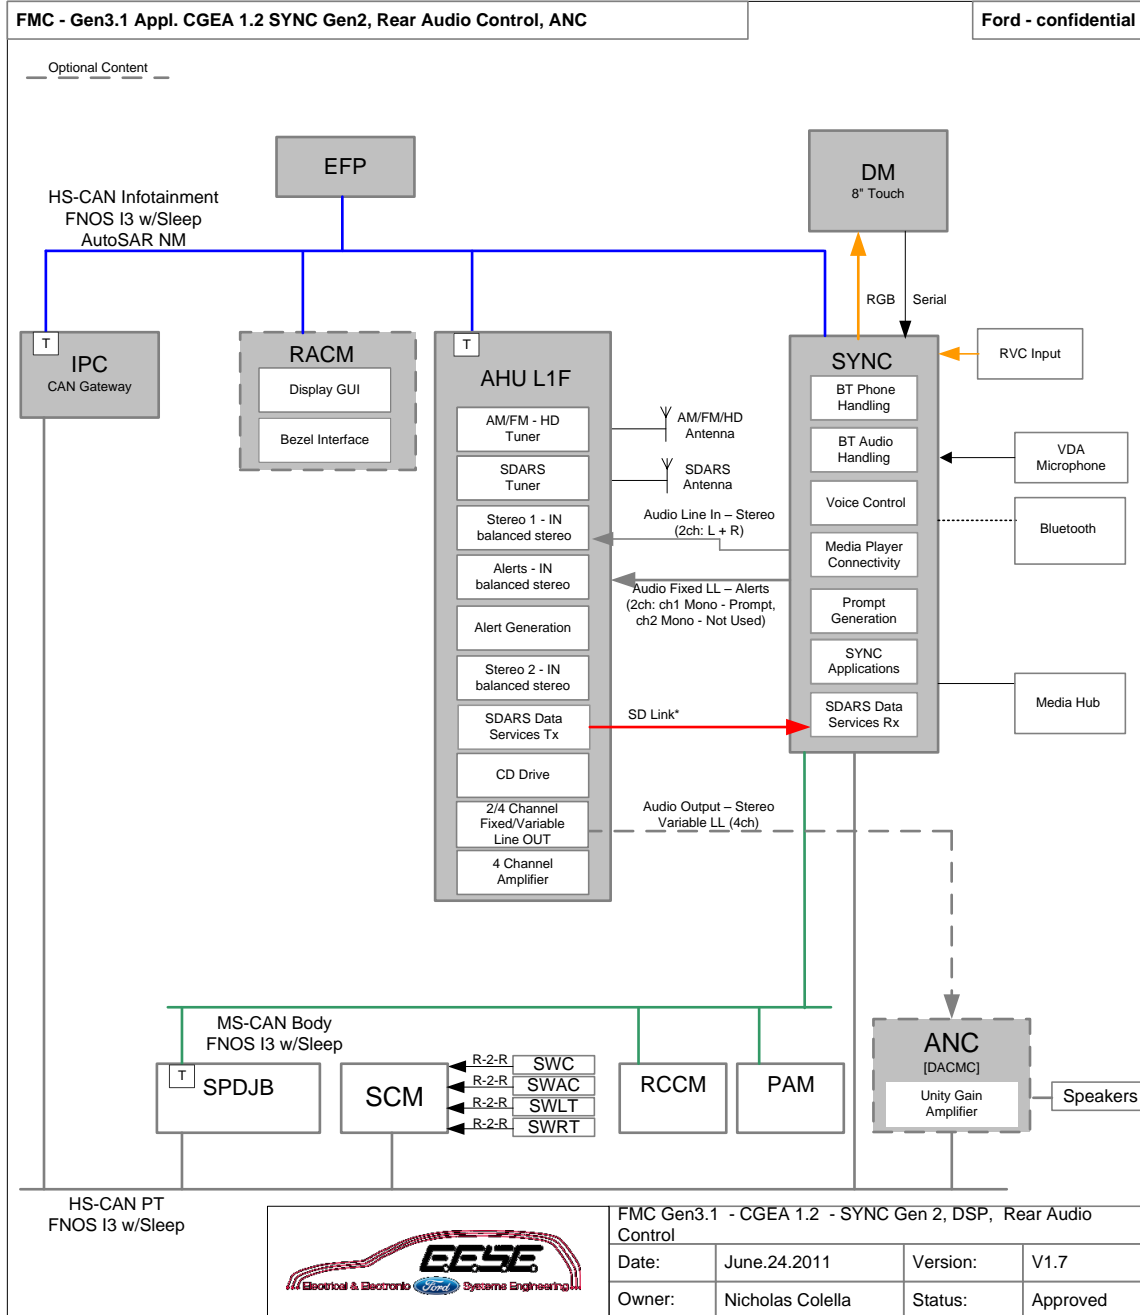 FMC - Gen3.1 Appl. CGEA 1.2 SYNC Gen2, Rear Audio Control, ANC
Ford - confidential
Optional Content
EFP
DM
8" Touch
HS-CAN Infotainment
FNOS I3 w/Sleep
AutoSAR NM
RGB
Serial
T
IPC
CAN Gateway
RACM
Display GUI
Bezel Interface
T
AHU L1F
AM/FM - HD
Tuner
SDARS
Tuner
Stereo 1 - IN
balanced stereo
Alerts - IN
balanced stereo
Alert Generation
Stereo 2 - IN
balanced stereo
SDARS Data
Services Tx
CD Drive
2/4 Channel
Fixed/Variable
Line OUT
4 Channel
Amplifier
AM/FM/HD
Antenna
SDARS
Antenna
Audio Line In – Stereo
(2ch: L + R)
Audio Fixed LL – Alerts
(2ch: ch1 Mono - Prompt,
ch2 Mono - Not Used)
SD Link*
Audio Output – Stereo
Variable LL (4ch)
SYNC
BT Phone
Handling
BT Audio
Handling
Voice Control
Media Player
Connectivity
Prompt
Generation
SYNC
Applications
SDARS Data
Services Rx
RVC Input
VDA
Microphone
Bluetooth
Media Hub
MS-CAN Body
FNOS I3 w/Sleep
T
SPDJB
SCM
R-2-R
SWC
R-2-R
SWAC
R-2-R
SWLT
R-2-R
SWRT
RCCM
PAM
ANC
[DACMC]
Unity Gain
Amplifier
Speakers
HS-CAN PT
FNOS I3 w/Sleep
EESE
Electrical & Electronic Ford Systems Engineering
FMC Gen3.1 - CGEA 1.2 - SYNC Gen 2, DSP, Rear Audio
Control
Date:
June.24.2011
Version:
V1.7
Owner:
Nicholas Colella
Status:
Approved